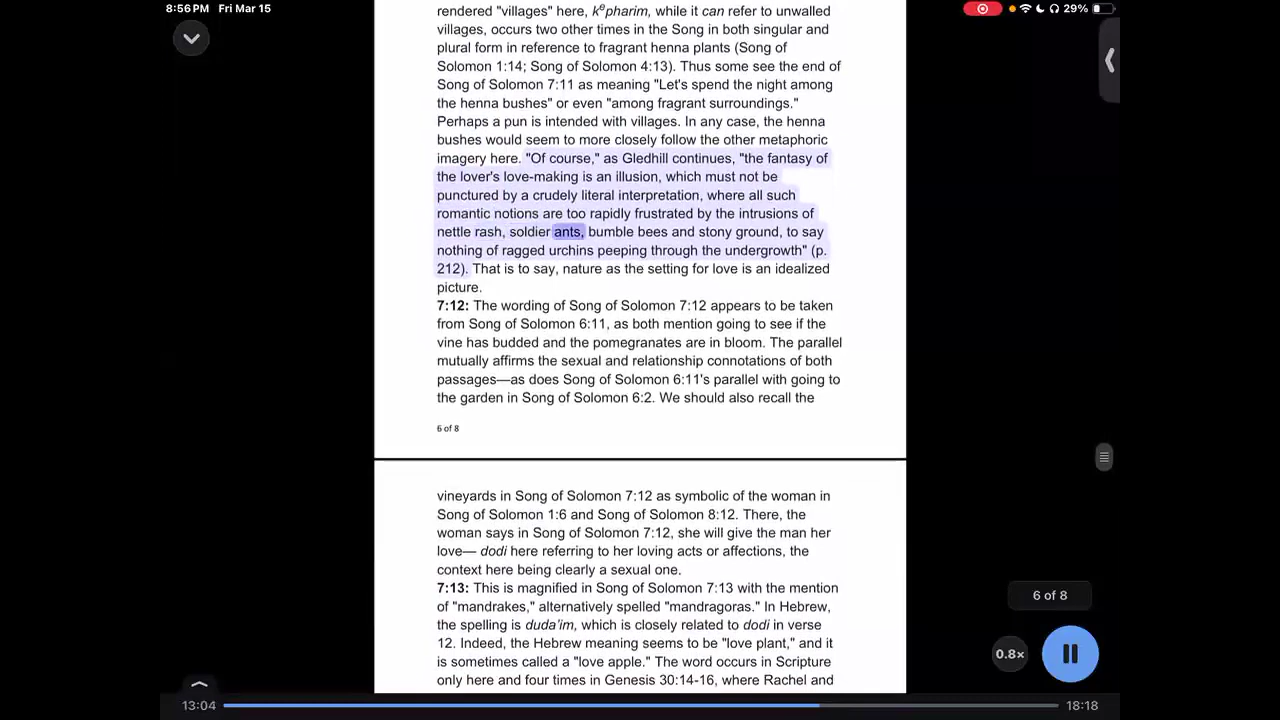 8:56 PM Fri Mar 15
29%
rendered "villages" here, kᵉpharim, while it can refer to unwalled
villages, occurs two other times in the Song in both singular and
plural form in reference to fragrant henna plants (Song of
Solomon 1:14; Song of Solomon 4:13). Thus some see the end of
Song of Solomon 7:11 as meaning "Let's spend the night among
the henna bushes" or even "among fragrant surroundings."
Perhaps a pun is intended with villages. In any case, the henna
bushes would seem to more closely follow the other metaphoric
imagery here. "Of course," as Gledhill continues, "the fantasy of
the lover's love-making is an illusion, which must not be
punctured by a crudely literal interpretation, where all such
romantic notions are too rapidly frustrated by the intrusions of
nettle rash, soldier ants, bumble bees and stony ground, to say
nothing of ragged urchins peeping through the undergrowth" (p.
212). That is to say, nature as the setting for love is an idealized
picture.
7:12: The wording of Song of Solomon 7:12 appears to be taken
from Song of Solomon 6:11, as both mention going to see if the
vine has budded and the pomegranates are in bloom. The parallel
mutually affirms the sexual and relationship connotations of both
passages—as does Song of Solomon 6:11's parallel with going to
the garden in Song of Solomon 6:2. We should also recall the
6 of 8
vineyards in Song of Solomon 7:12 as symbolic of the woman in
Song of Solomon 1:6 and Song of Solomon 8:12. There, the
woman says in Song of Solomon 7:12, she will give the man her
love— dodi here referring to her loving acts or affections, the
context here being clearly a sexual one.
7:13: This is magnified in Song of Solomon 7:13 with the mention
of "mandrakes," alternatively spelled "mandragoras." In Hebrew,
the spelling is duda'im, which is closely related to dodi in verse
12. Indeed, the Hebrew meaning seems to be "love plant," and it
is sometimes called a "love apple." The word occurs in Scripture
only here and four times in Genesis 30:14-16, where Rachel and
6 of 8
0.8×
13:04
18:18